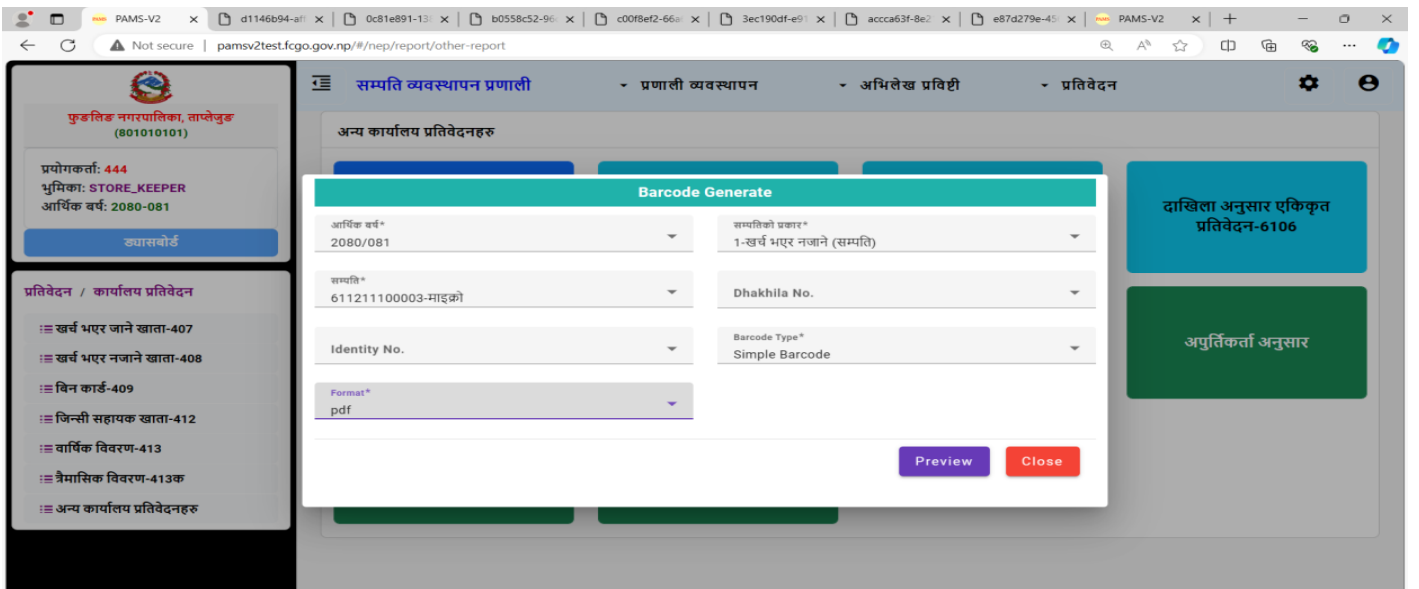 PAMS-V2
d1146b94-af
0c81e891-13
b0558c52-96
c00f8ef2-66a
3ec190df-e91
accca63f-8e2
e87d279e-45
PAMS-V2
Not secure | pamsv2test.fcgo.gov.np/#/nep/report/other-report
फुङलिङ नगरपालिका, ताप्लेजुङ
(801010101)
प्रयोगकर्ता: 444
भुमिका: STORE_KEEPER
आर्थिक बर्ष: 2080-081
ड्यासबोर्ड
प्रतिवेदन / कार्यालय प्रतिवेदन
खर्च भएर जाने खाता-407
खर्च भएर नजाने खाता-408
बिन कार्ड-409
जिन्सी सहायक खाता-412
वार्षिक विवरण-413
त्रैमासिक विवरण-413क
अन्य कार्यालय प्रतिवेदनहरु
सम्पति व्यवस्थापन प्रणाली
प्रणाली व्यवस्थापन
अभिलेख प्रविष्टी
प्रतिवेदन
अन्य कार्यालय प्रतिवेदनहरु
Barcode Generate
आर्थिक बर्ष*
2080/081
सम्पतिको प्रकार*
1-खर्च भएर नजाने (सम्पति)
सम्पति*
611211100003-माइक्रो
Dhakhila No.
Identity No.
Barcode Type*
Simple Barcode
Format*
pdf
Preview
Close
दाखिला अनुसार एकिकृत
प्रतिवेदन-6106
अपुर्तिकर्ता अनुसार